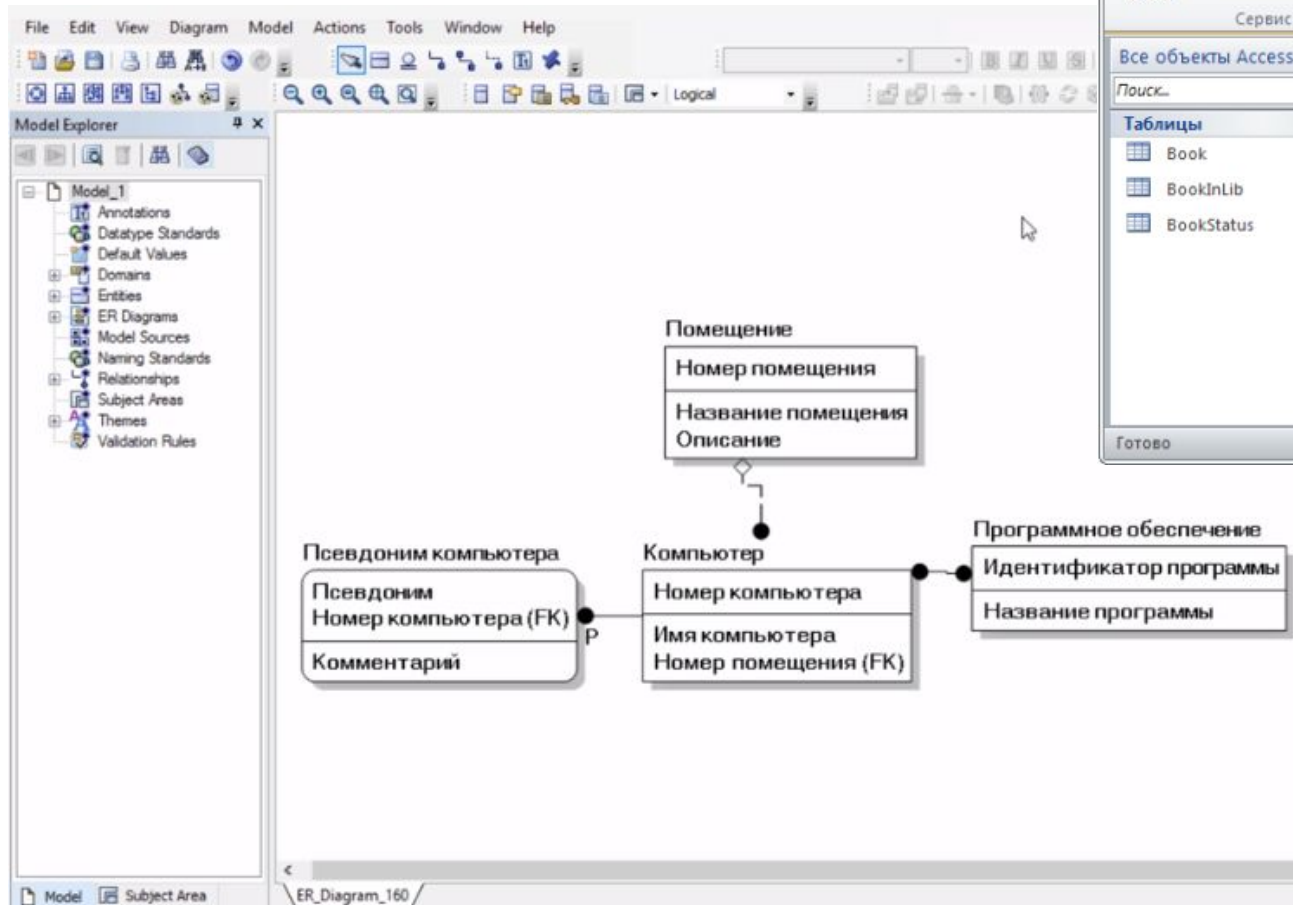 File Edit View Diagram Model Actions Tools Window Help
Logical
Model Explorer
Model_1
Annotations
Datatype Standards
Default Values
Domains
Entities
ER Diagrams
Model Sources
Naming Standards
Relationships
Subject Areas
Themes
Validation Rules
Model Subject Area
Помещение
Номер помещения
Название помещения
Описание
Псевдоним компьютера
Псевдоним
Номер компьютера (FK)
Комментарий
P
Компьютер
Номер компьютера
Имя компьютера
Номер помещения (FK)
Программное обеспечение
Идентификатор программы
Название программы
ER_Diagram_160
Сервис
Все объекты Access
Поиск...
Таблицы
Book
BookInLib
BookStatus
Готово